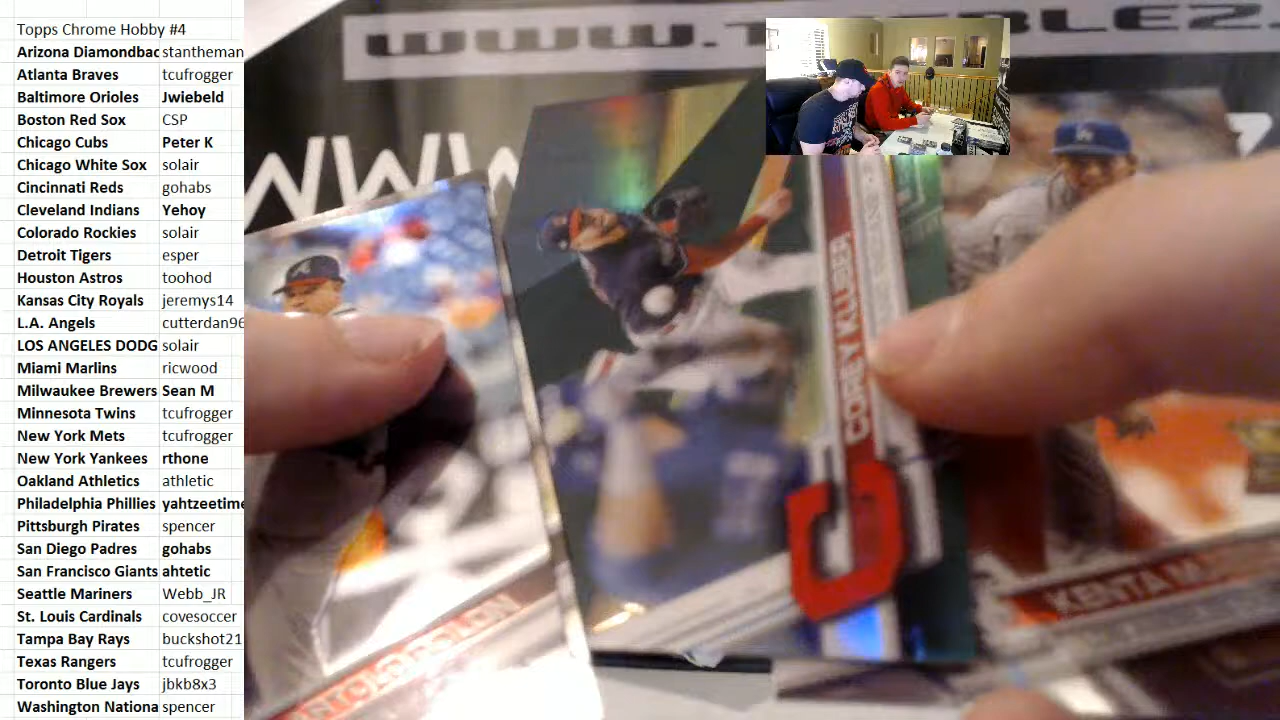 Topps Chrome Hobby #4
Arizona Diamondbac stantheman
Atlanta Braves tcufrogger
Baltimore Orioles Jwiebeld
Boston Red Sox CSP
Chicago Cubs Peter K
Chicago White Sox solair
Cincinnati Reds gohabs
Cleveland Indians Yehoy
Colorado Rockies solair
Detroit Tigers esper
Houston Astros toohod
Kansas City Royals jeremys14
L.A. Angels cutterdan96
LOS ANGELES DODG solair
Miami Marlins ricwood
Milwaukee Brewers Sean M
Minnesota Twins tcufrogger
New York Mets tcufrogger
New York Yankees rthone
Oakland Athletics athletic
Philadelphia Phillies yahtzeetime
Pittsburgh Pirates spencer
San Diego Padres gohabs
San Francisco Giants ahtetic
Seattle Mariners Webb_JR
St. Louis Cardinals covesoccer
Tampa Bay Rays buckshot21
Texas Rangers tcufrogger
Toronto Blue Jays jbkb8x3
Washington Nationa spencer
WWW.
WWW
COREY KLUBER
C
COLON
KENTA M